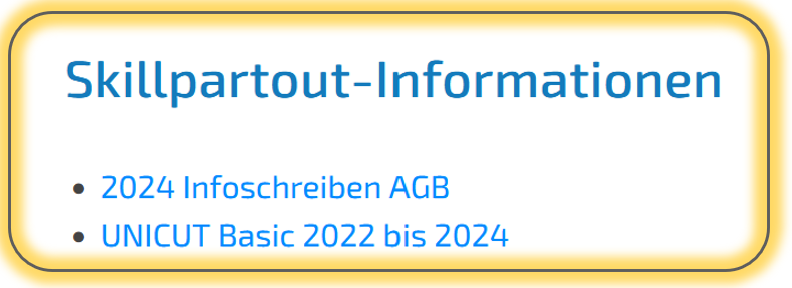 Skillpartout-Informationen
2024 Infoschreiben AGB
UNICUT Basic 2022 bis 2024